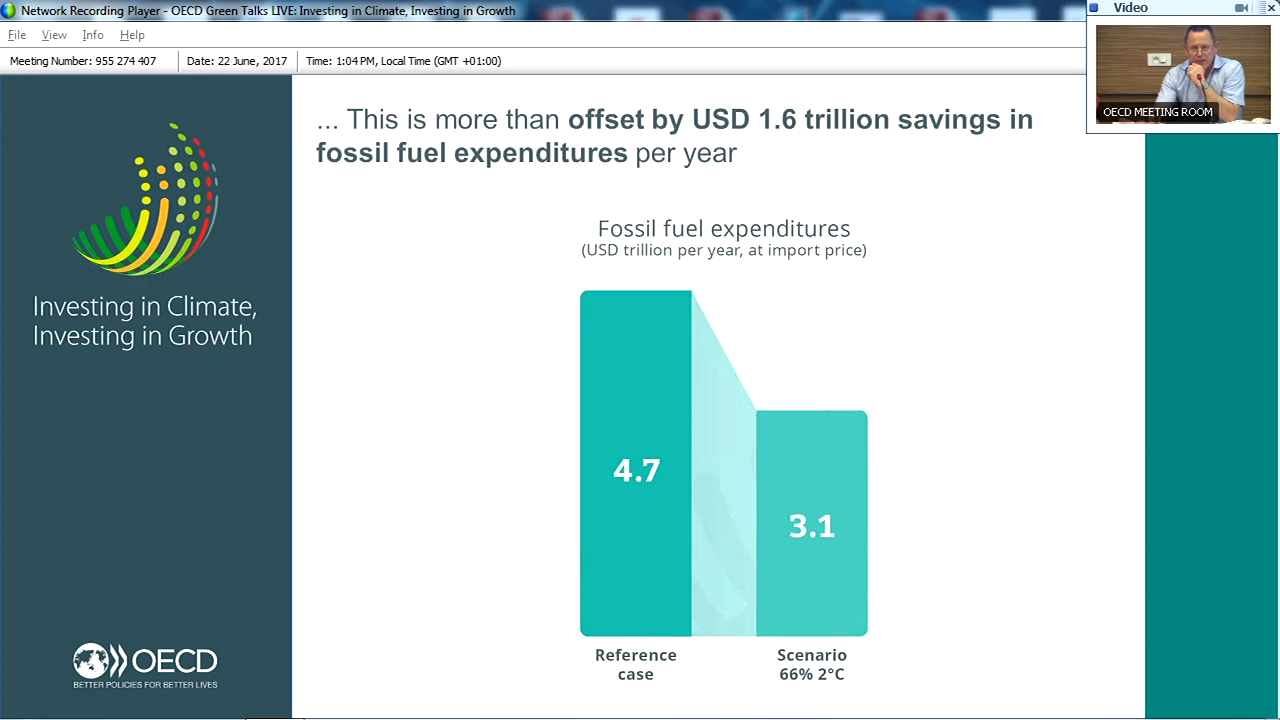 Network Recording Player - OECD Green Talks LIVE: Investing in Climate, Investing in Growth
Video
File View Info Help
Meeting Number: 955 274 407 Date: 22 June, 2017 Time: 1:04 PM, Local Time (GMT +01:00)
OECD MEETING ROOM
... This is more than offset by USD 1.6 trillion savings in
fossil fuel expenditures per year
Investing in Climate,
Investing in Growth
Fossil fuel expenditures
(USD trillion per year, at import price)
4.7
3.1
Reference
case
Scenario
66% 2°C
OECD
BETTER POLICIES FOR BETTER LIVES